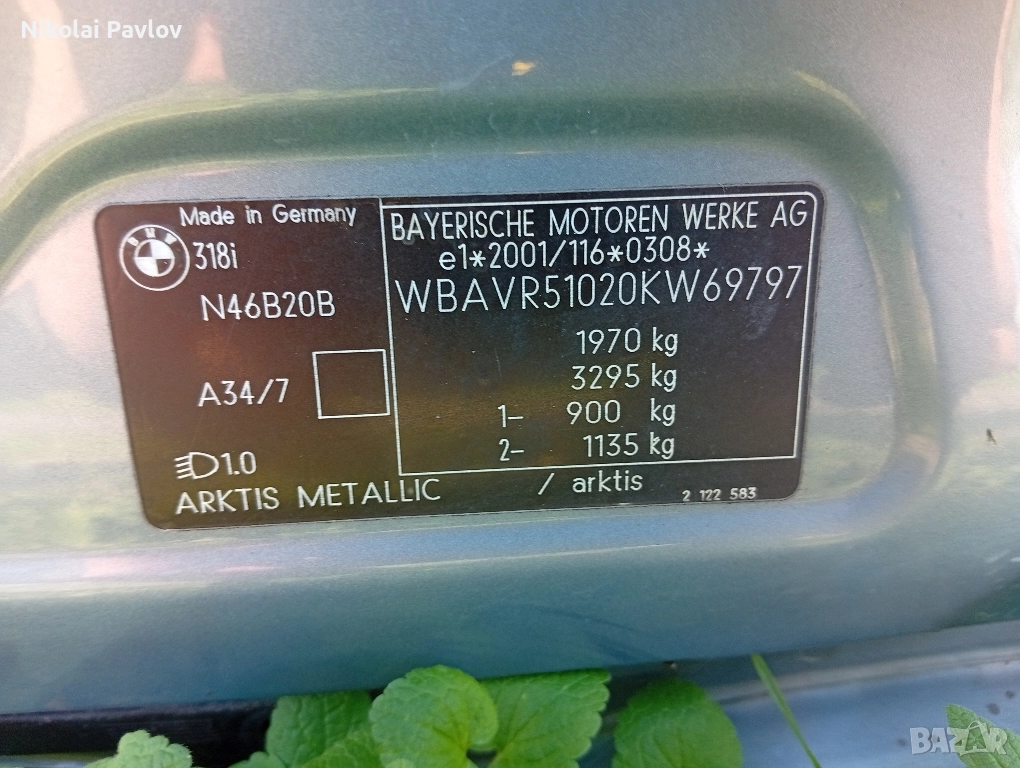 Nikolai Pavlov
Made in Germany
BMW
318i
N46B20B
A34/7
1.0
ARKTIS METALLIC / arktis
BAYERISCHE MOTOREN WERKE AG
e1*2001/116*0308*
WBAVR51020KW69797
1970 kg
3295 kg
1– 900 kg
2– 1135 kg
2 122 583
BAZAR